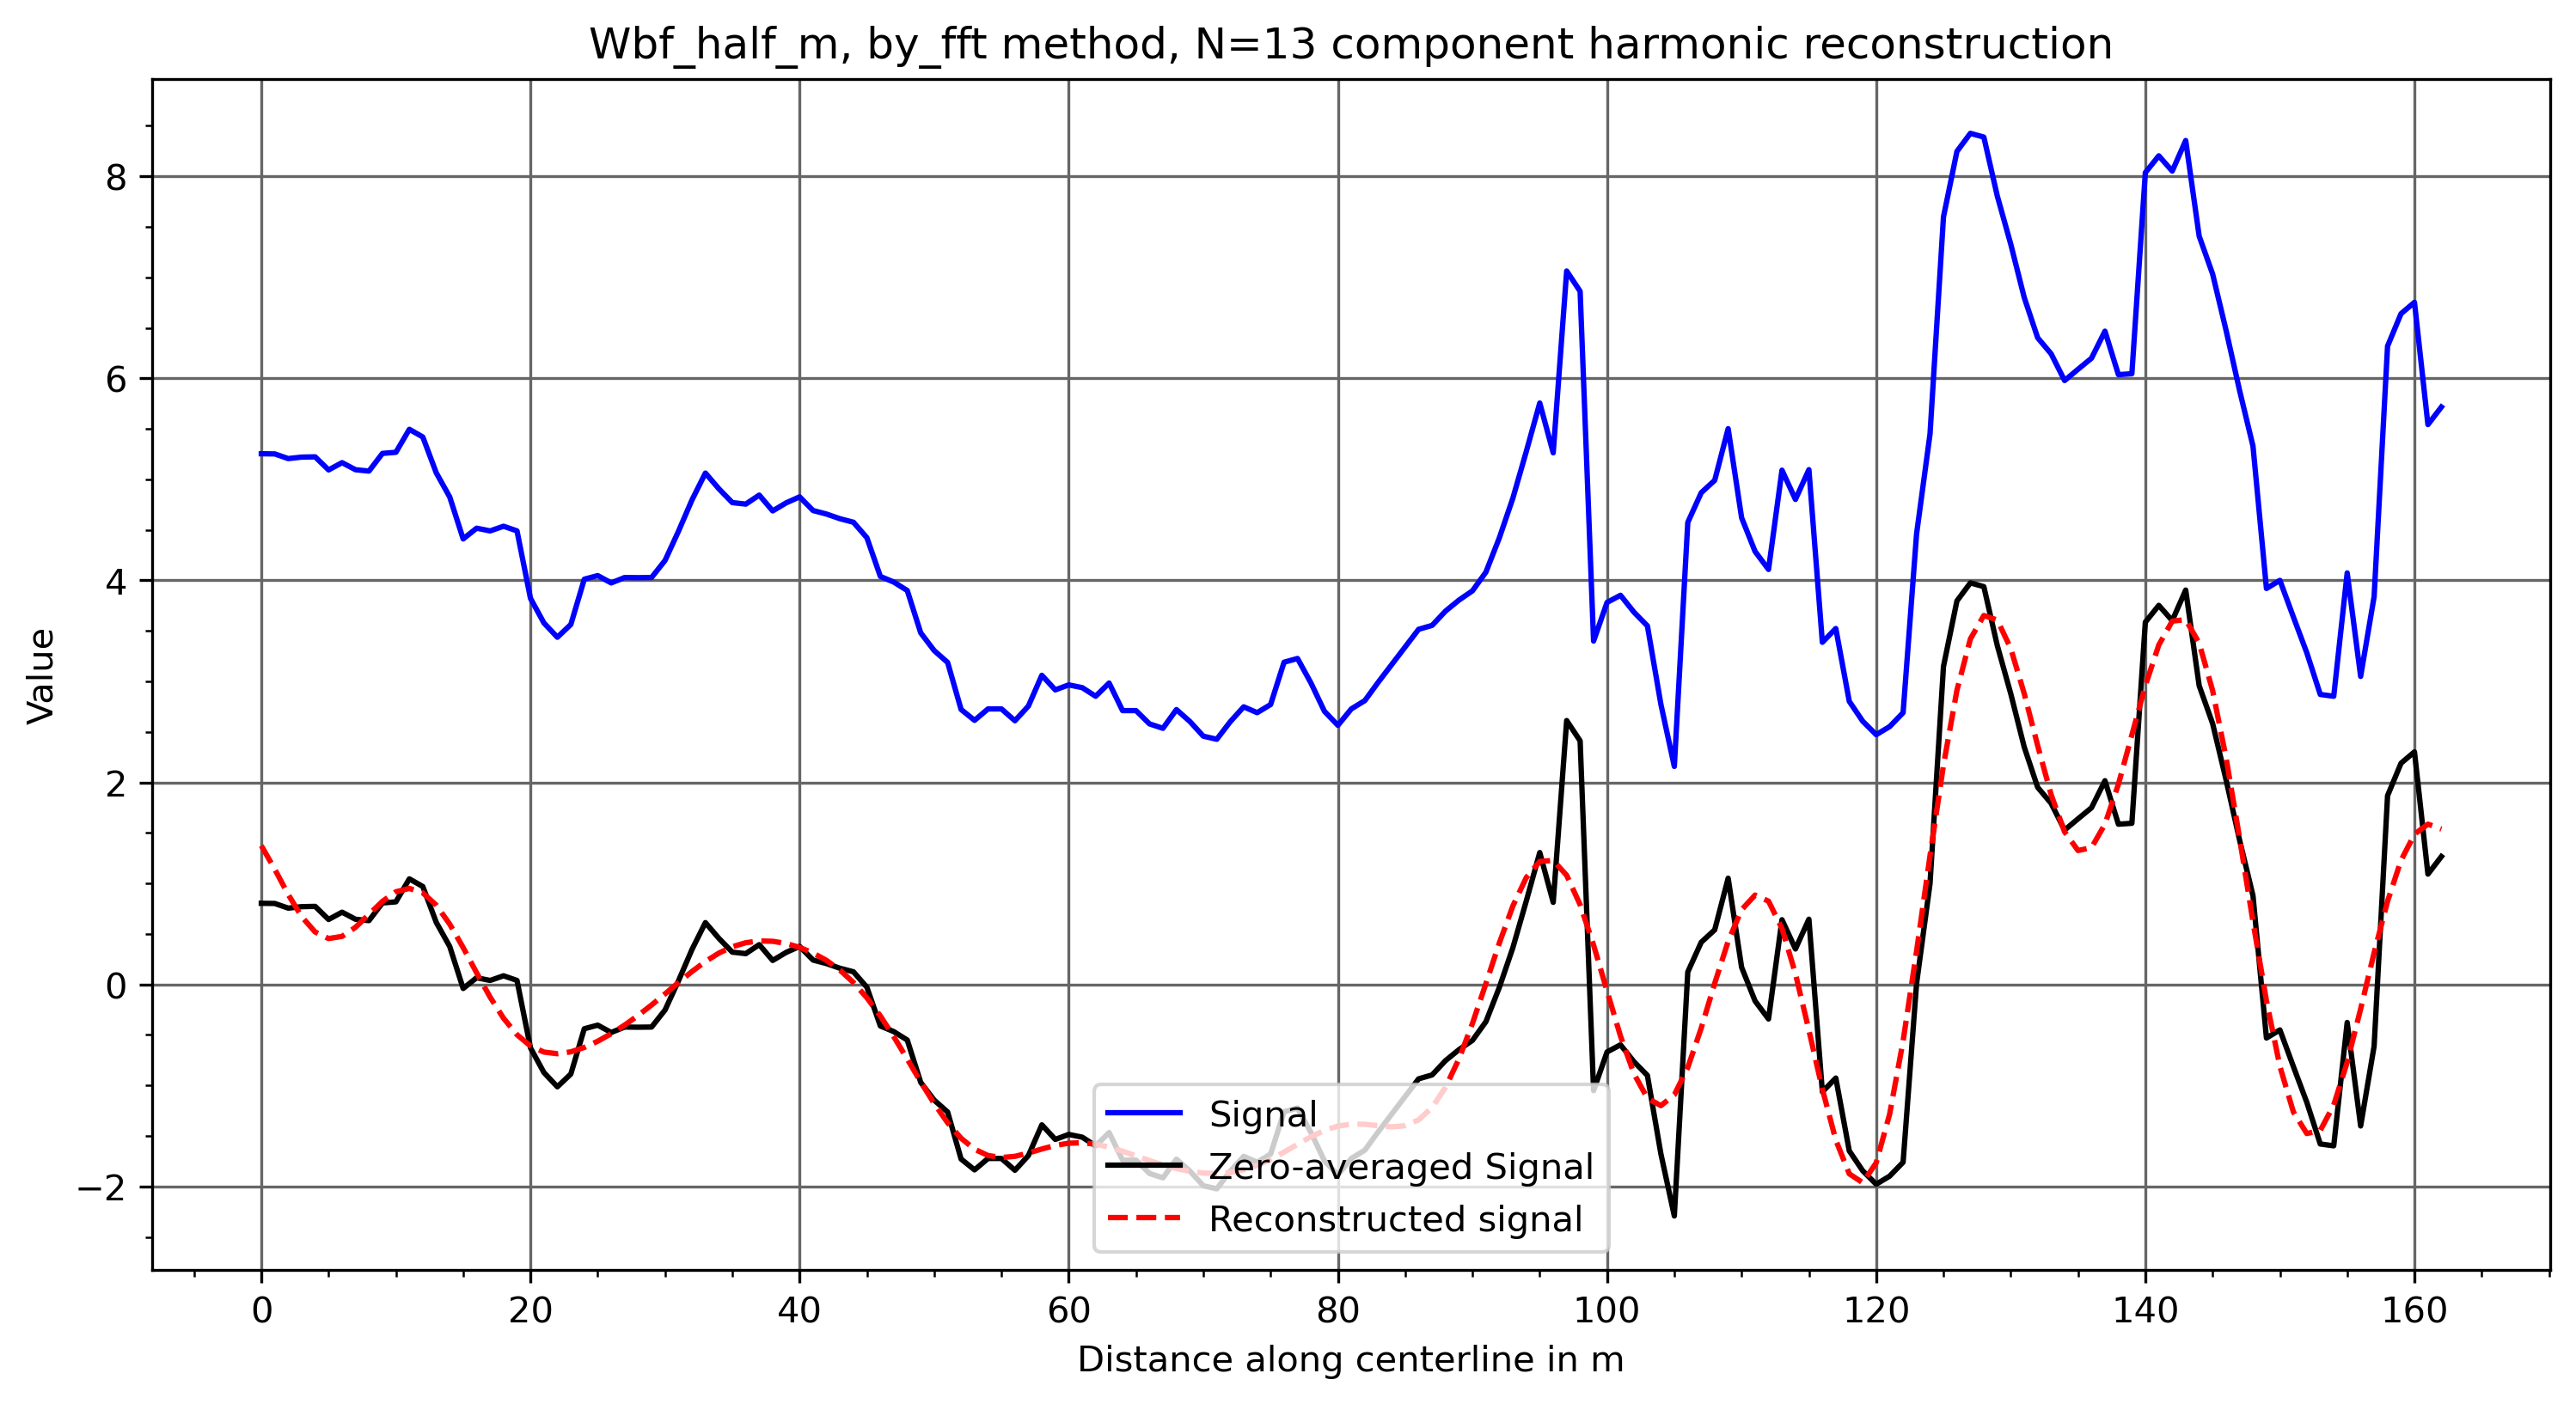 Wbf_half_m, by_fft method, N=13 component harmonic reconstruction
Value
8
6
4
2
0
−2
Signal
Zero-averaged Signal
Reconstructed signal
0 20 40 60 80 100 120 140 160
Distance along centerline in m